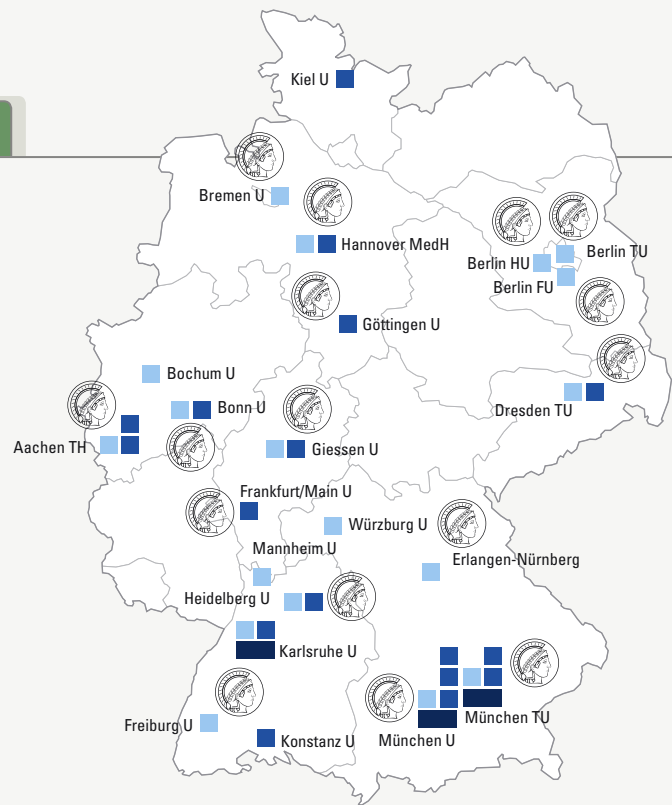 Kiel U
Bremen U
Hannover MedH
Berlin TU
Berlin HU
Berlin FU
Göttingen U
Bochum U
Bonn U
Dresden TU
Aachen TH
Giessen U
Frankfurt/Main U
Würzburg U
Mannheim U
Erlangen-Nürnberg
Heidelberg U
Karlsruhe U
Freiburg U
München TU
Konstanz U
München U